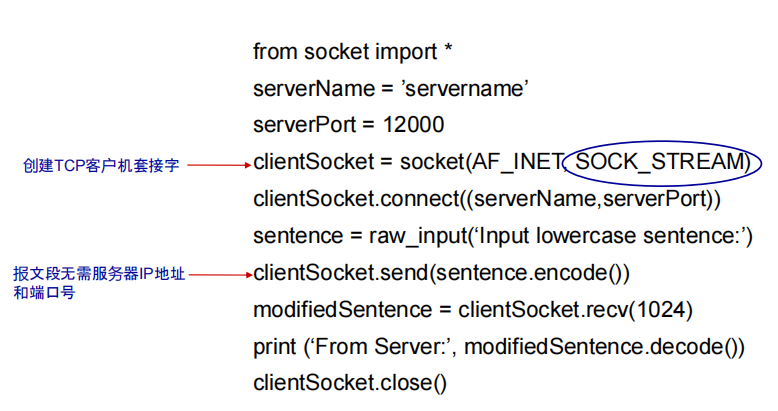 from socket import *
serverName = ’servername’
serverPort = 12000
创建TCP客户机套接字
clientSocket = socket(AF_INET, SOCK_STREAM)
clientSocket.connect((serverName,serverPort))
sentence = raw_input(‘Input lowercase sentence:’)
报文段无需服务器IP地址
和端口号
clientSocket.send(sentence.encode())
modifiedSentence = clientSocket.recv(1024)
print (‘From Server:’, modifiedSentence.decode())
clientSocket.close()